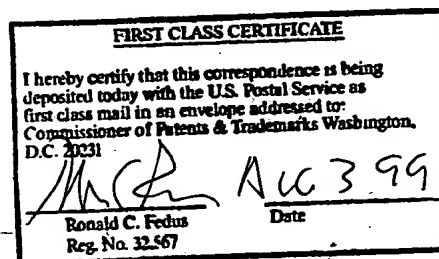 FIRST CLASS CERTIFICATE
I hereby certify that this correspondence is being
deposited today with the U.S. Postal Service as
first class mail in an envelope addressed to:
Commissioner of Patents & Trademarks Washington,
D.C. 20231
AUG 3 99
Ronald C. Fedus Date
Reg. No. 32,567